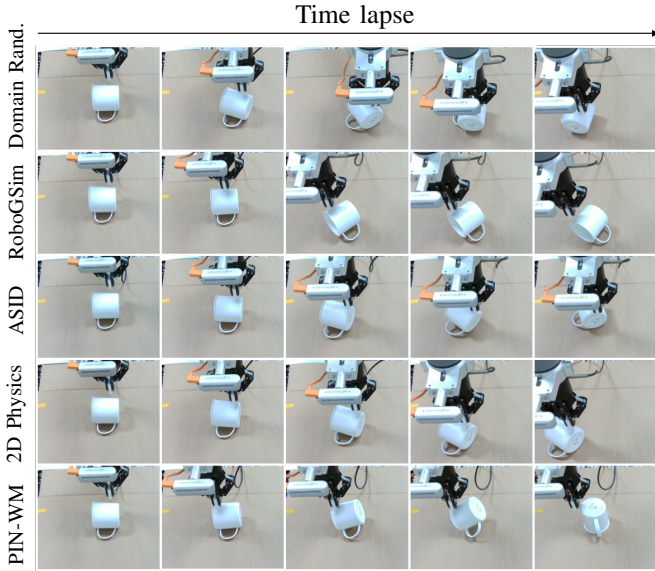 Time lapse
Domain Rand.
RoboGSim
ASID
2D Physics
PIN-WM